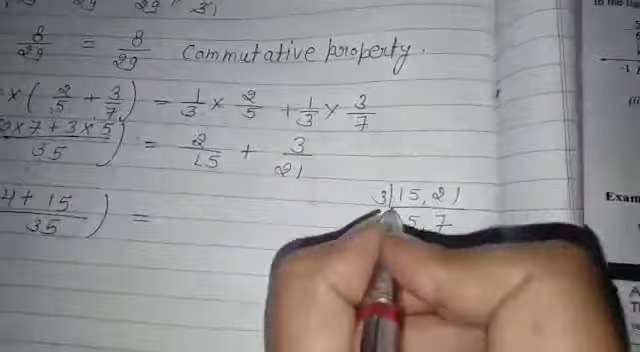 8/29 = 8/29 Commutative property.
×(2/5 + 3/7) = 1/3 × 2/5 + 1/3 × 3/7
×7+3×5/35) = 2/15 + 3/21
4+15/35) =
3|15, 21
5, 7
Exam